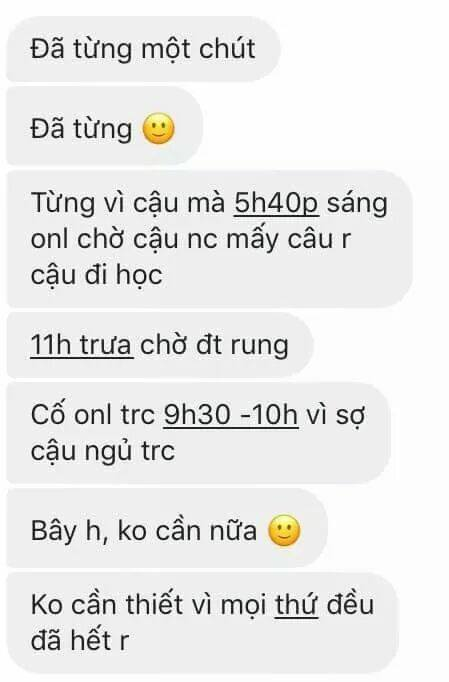 Đã từng một chút
Đã từng 🙂
Từng vì cậu mà 5h40p sáng
onl chờ cậu nc mấy câu r
cậu đi học
11h trưa chờ đt rung
Cố onl trc 9h30 -10h vì sợ
cậu ngủ trc
Bây h, ko cần nữa 🙂
Ko cần thiết vì mọi thứ đều
đã hết r